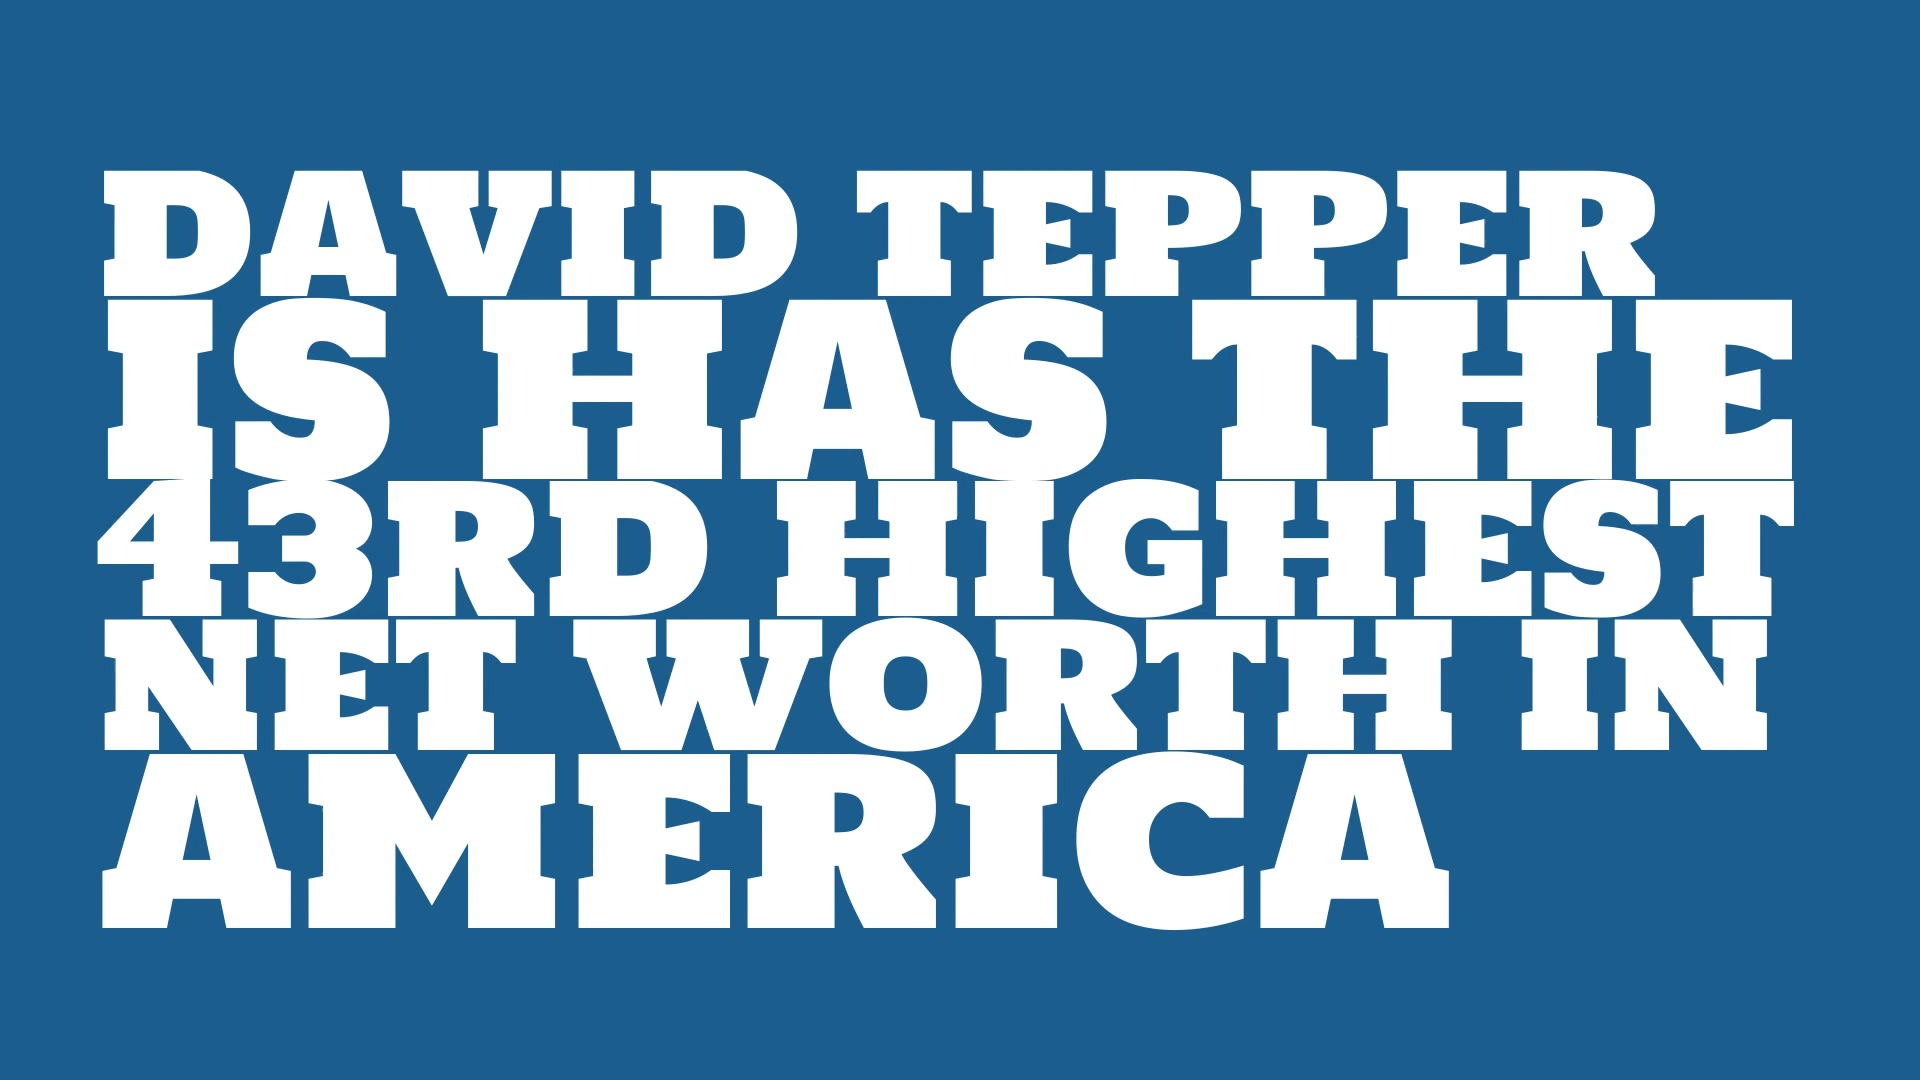 DAVID TEPPER
IS HAS THE
43RD HIGHEST
NET WORTH IN
AMERICA